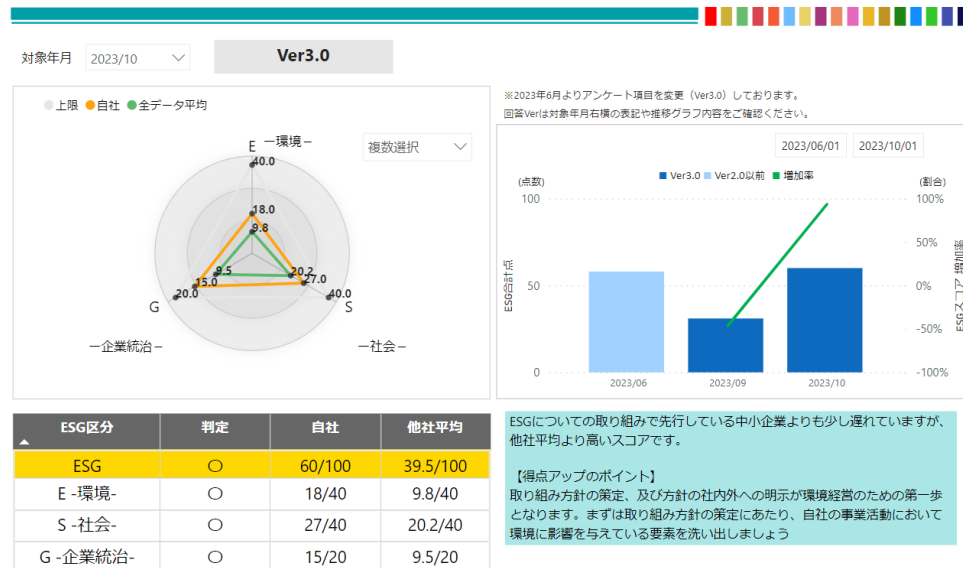 対象年月 2023/10 Ver3.0
上限 自社 全データ平均
複数選択
E －環境－
40.0
18.0
9.8
9.5 20.2
15.0 27.0
20.0 40.0
G S
－企業統治－ －社会－
※2023年6月よりアンケート項目を変更（Ver3.0）しております。
回答Verは対象年月右横の表記や推移グラフ内容をご確認ください。
2023/06/01 2023/10/01
Ver3.0 Ver2.0以前 増加率
(点数) (割合)
100 100%
50%
50 0%
-50%
0 -100%
ESG合計点
ESGスコア 増加率
2023/06 2023/09 2023/10
ESG区分 判定 自社 他社平均
ESG 〇 60/100 39.5/100
E -環境- 〇 18/40 9.8/40
S -社会- 〇 27/40 20.2/40
G -企業統治- 〇 15/20 9.5/20
ESGについての取り組みで先行している中小企業よりも少し遅れていますが、
他社平均より高いスコアです。
【得点アップのポイント】
取り組み方針の策定、及び方針の社内外への明示が環境経営のための第一歩
となります。まずは取り組み方針の策定にあたり、自社の事業活動において
環境に影響を与えている要素を洗い出しましょう